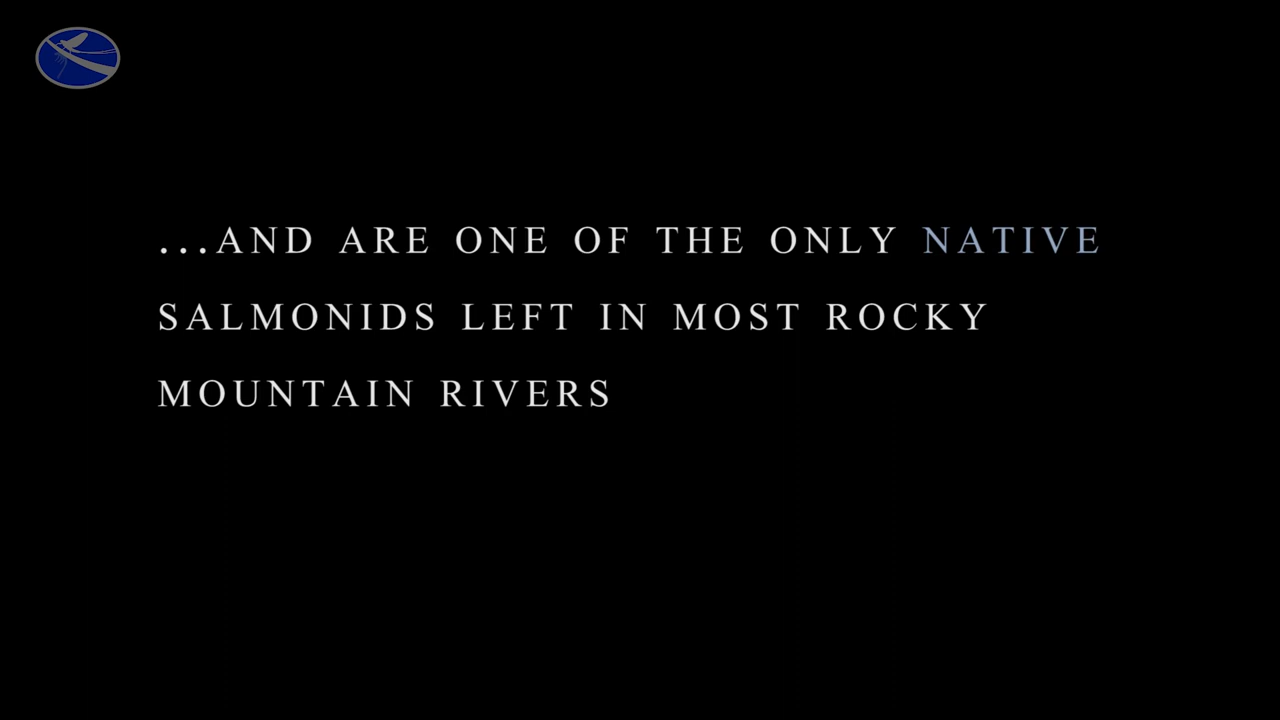 ...AND ARE ONE OF THE ONLY NATIVE
SALMONIDS LEFT IN MOST ROCKY
MOUNTAIN RIVERS